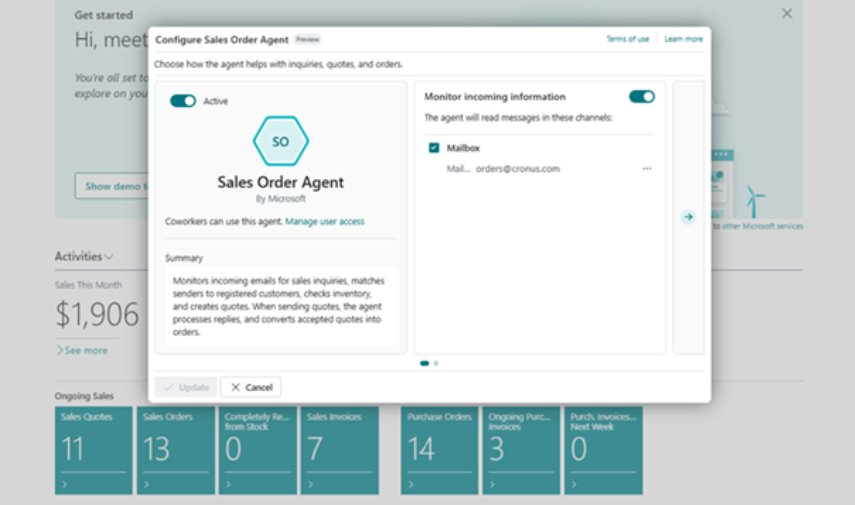 Get started
Hi, meet
You're all set to
explore on you
Show demo t
to other Microsoft services
Configure Sales Order Agent Preview
Terms of use Learn more
Choose how the agent helps with inquiries, quotes, and orders.
Active
SO
Sales Order Agent
By Microsoft
Coworkers can use this agent. Manage user access
Summary
Monitors incoming emails for sales inquiries, matches
senders to registered customers, checks inventory,
and creates quotes. When sending quotes, the agent
processes replies, and converts accepted quotes into
orders.
Monitor incoming information
The agent will read messages in these channels:
Mailbox
Mail... orders@cronus.com
Update Cancel
Activities
Sales This Month
$1,906
See more
Ongoing Sales
Sales Quotes
11
Sales Orders
13
Completely Re...
from Stock
0
Sales Invoices
7
Purchase Orders
14
Ongoing Purc...
Invoices
3
Purch. Invoices...
Next Week
0